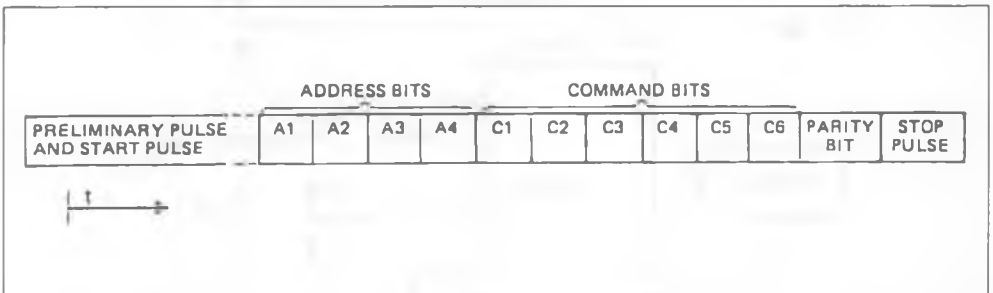 ADDRESS BITS COMMAND BITS
PRELIMINARY PULSE
AND START PULSE
A1 A2 A3 A4 C1 C2 C3 C4 C5 C6 PARITY
BIT STOP
PULSE
t